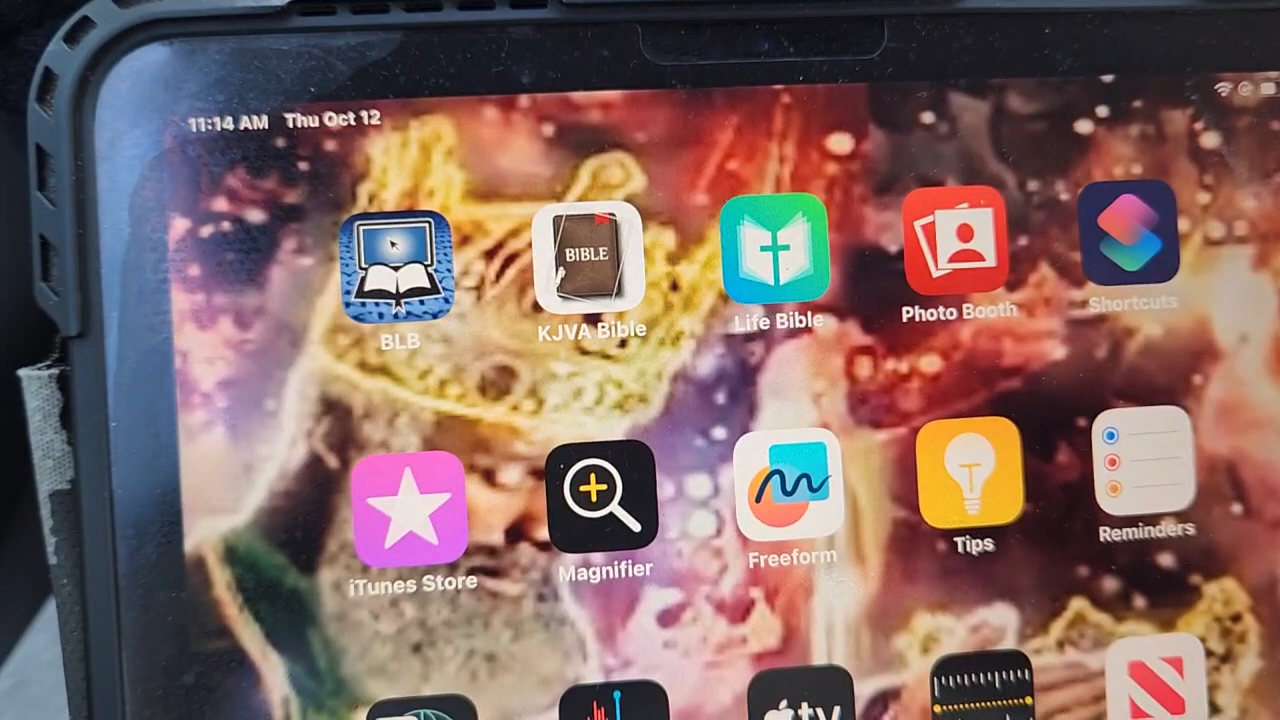 11:14 AM Thu Oct 12
BIBLE
BLB
KJVA Bible
Life Bible
Photo Booth
Shortcuts
iTunes Store
Magnifier
Freeform
Tips
Reminders
tv